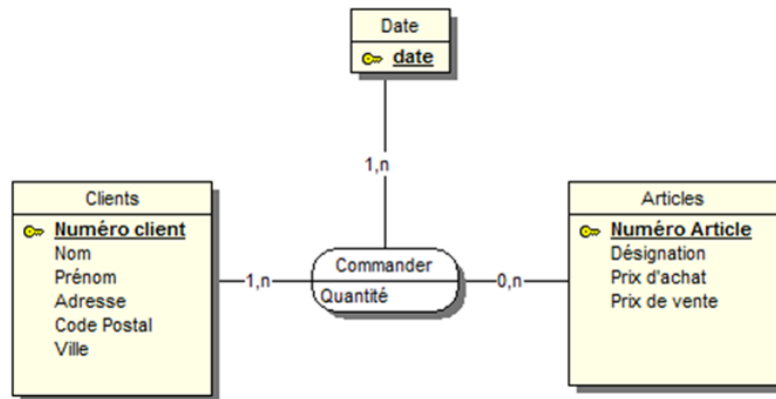 Date
date
1,n
Clients
Numéro client
Nom
Prénom
Adresse
Code Postal
Ville
1,n
Commander
Quantité
0,n
Articles
Numéro Article
Désignation
Prix d'achat
Prix de vente